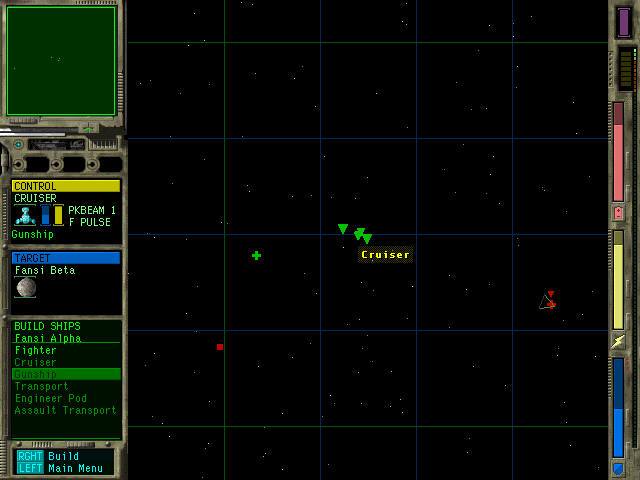 CONTROL
CRUISER
PKBEAM 1
F PULSE
Gunship
TARGET
Fansi Beta
BUILD SHIPS
Fansi Alpha
Fighter
Cruiser
Gunship
Transport
Engineer Pod
Assault Transport
RGHT Build
LEFT Main Menu
Cruiser